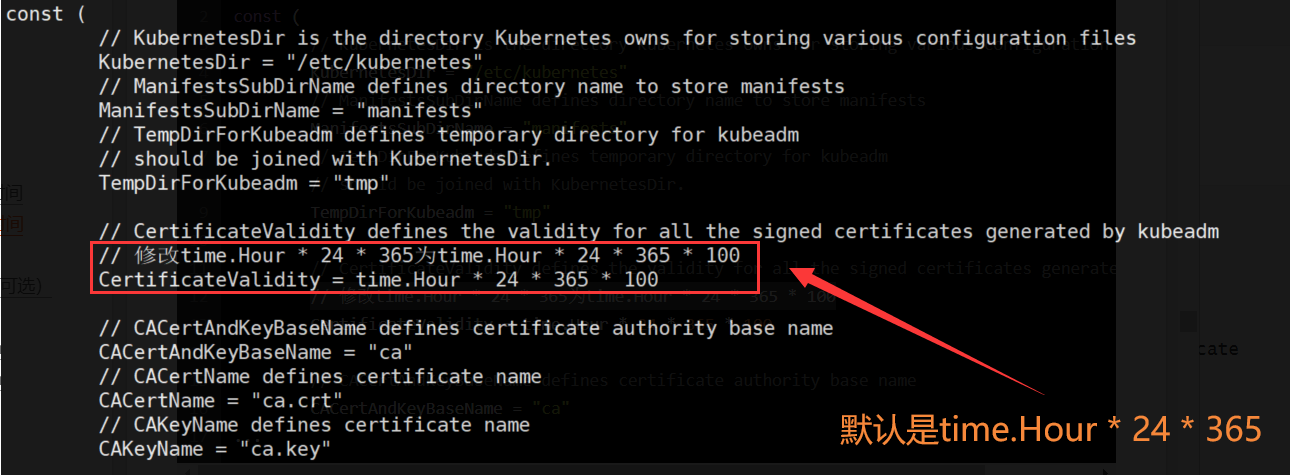 const (
// KubernetesDir is the directory Kubernetes owns for storing various configuration files
KubernetesDir = "/etc/kubernetes"
// ManifestsSubDirName defines directory name to store manifests
ManifestsSubDirName = "manifests"
// TempDirForKubeadm defines temporary directory for kubeadm
// should be joined with KubernetesDir.
TempDirForKubeadm = "tmp"
// CertificateValidity defines the validity for all the signed certificates generated by kubeadm
// 修改time.Hour * 24 * 365为time.Hour * 24 * 365 * 100
CertificateValidity = time.Hour * 24 * 365 * 100
// CACertAndKeyBaseName defines certificate authority base name
CACertAndKeyBaseName = "ca"
// CACertName defines certificate name
CACertName = "ca.crt"
// CAKeyName defines certificate name
CAKeyName = "ca.key"
默认是time.Hour * 24 * 365